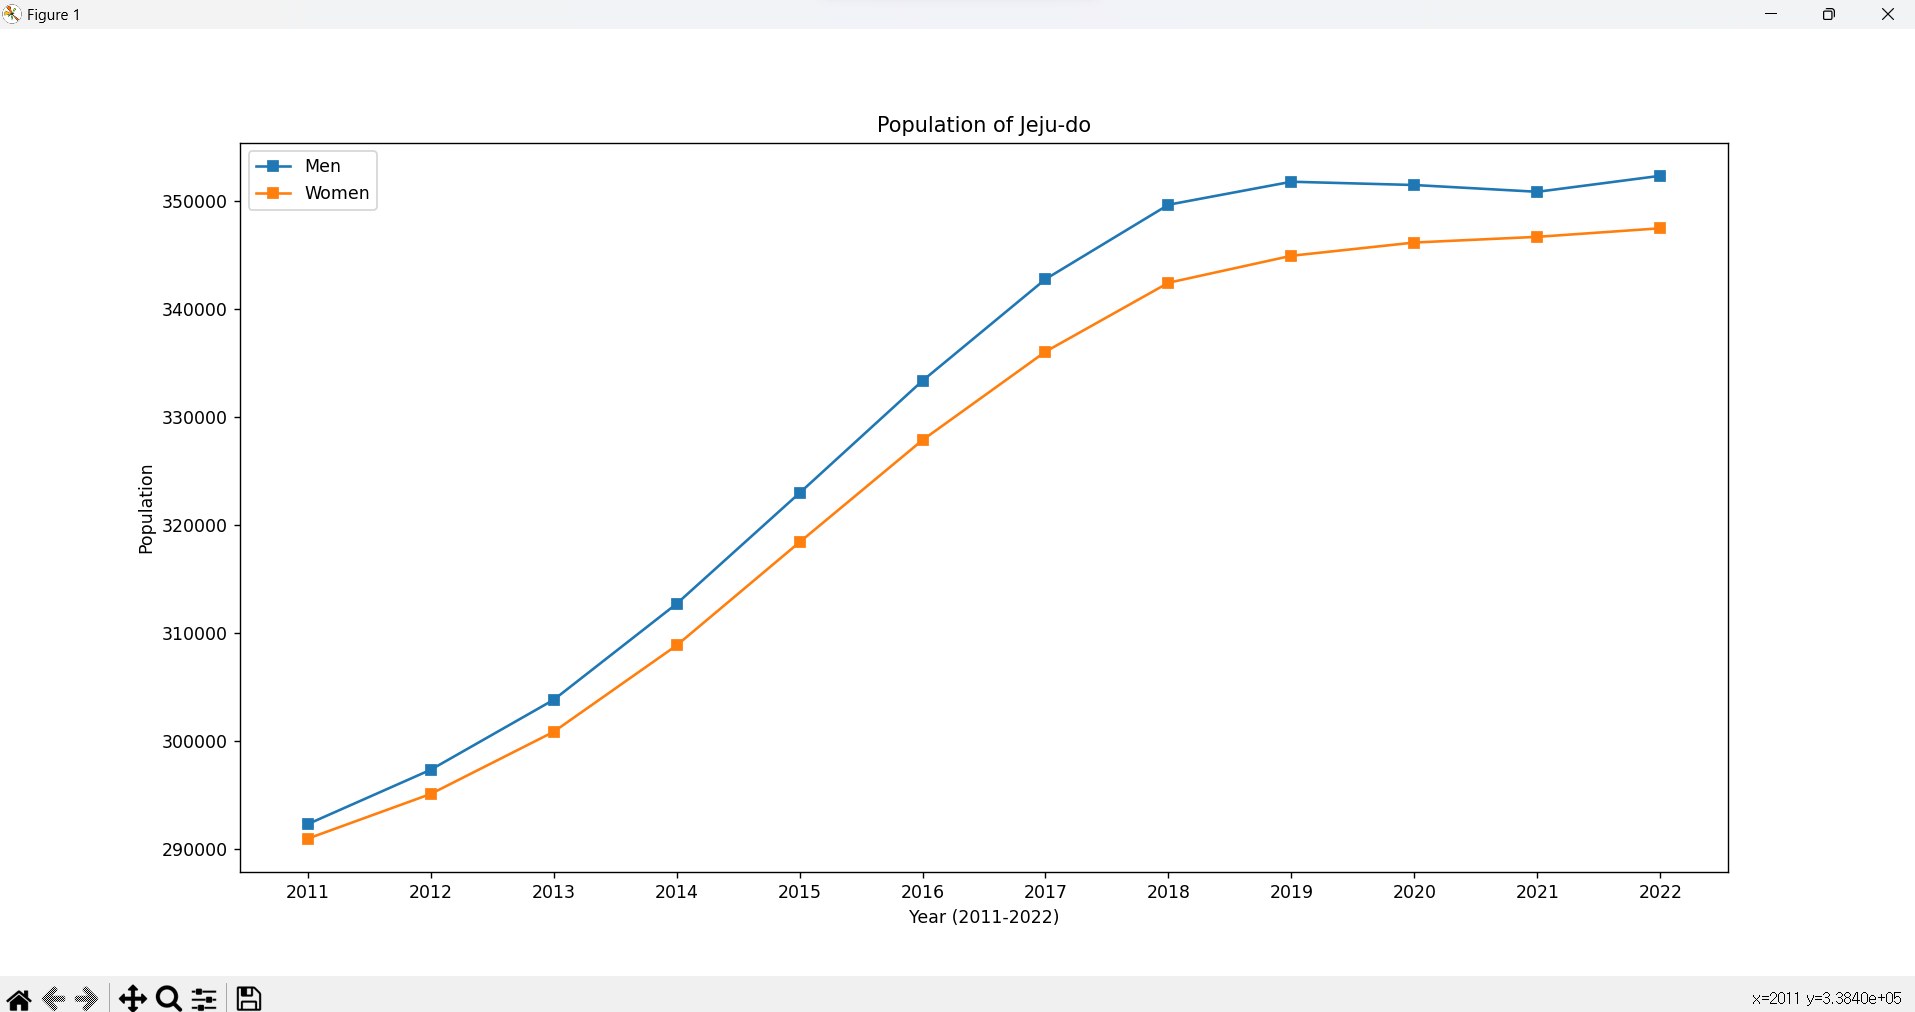 Figure 1
Population of Jeju-do
Men
Women
350000
340000
330000
320000
310000
300000
290000
Population
2011 2012 2013 2014 2015 2016 2017 2018 2019 2020 2021 2022
Year (2011-2022)
x=2011 y=3.3840e+05